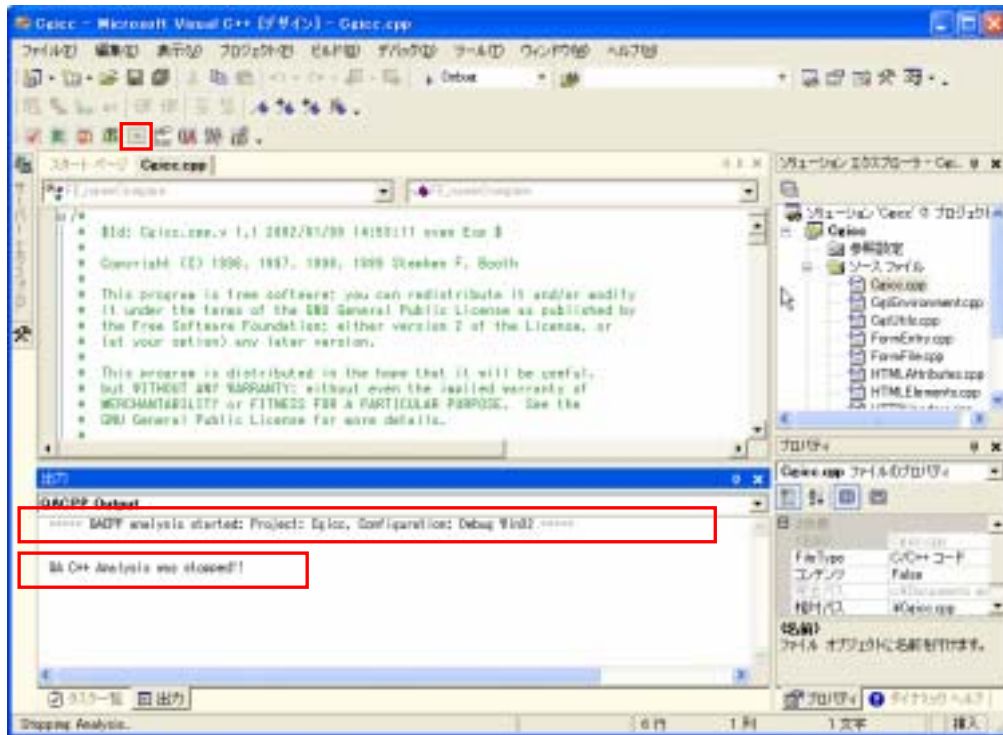 Cgicc - Microsoft Visual C++ [デザイン] - Cgicc.cpp
ファイル(F) 編集(E) 表示(V) プロジェクト(P) ビルド(B) デバッグ(D) ツール(T) ウィンドウ(W) ヘルプ(H)
Debug
スタート ページ Cgicc.cpp
/*
* $Id: Cgicc.cpp,v 1.1 2002/01/09 sven Exp $
*
* Copyright (C) 1996, 1997, 1998, 1999 Stephen F. Booth
*
* This program is free software; you can redistribute it and/or modify
* it under the terms of the GNU General Public License as published by
* the Free Software Foundation; either version 2 of the License, or
* (at your option) any later version.
*
* This program is distributed in the hope that it will be useful,
* but WITHOUT ANY WARRANTY; without even the implied warranty of
* MERCHANTABILITY or FITNESS FOR A PARTICULAR PURPOSE. See the
* GNU General Public License for more details.
*
ソリューション エクスプローラ - Cgi...
ソリューション 'Cgicc' (1 プロジェクト
Cgicc
参照設定
ソース ファイル
Cgicc.cpp
CgiEnvironment.cpp
CgiUtils.cpp
FormEntry.cpp
FormFile.cpp
HTMLAttributes.cpp
HTMLElements.cpp
プロパティ
Cgicc.cpp ファイルのプロパティ
FileType C/C++ コード
コンテンツ False
相対パス .¥Cgicc.cpp
(名前)
ファイル オブジェクトに名前を付けます。
出力
QACPP Output
----- QACPP analysis started: Project: Cgicc, Configuration: Debug Win32 -----
QA C++ Analysis was stopped!!
タスク一覧 出力
プロパティ ダイナミック ヘルプ
Stopping Analysis.. 6 行 1 列 1 文字 挿入